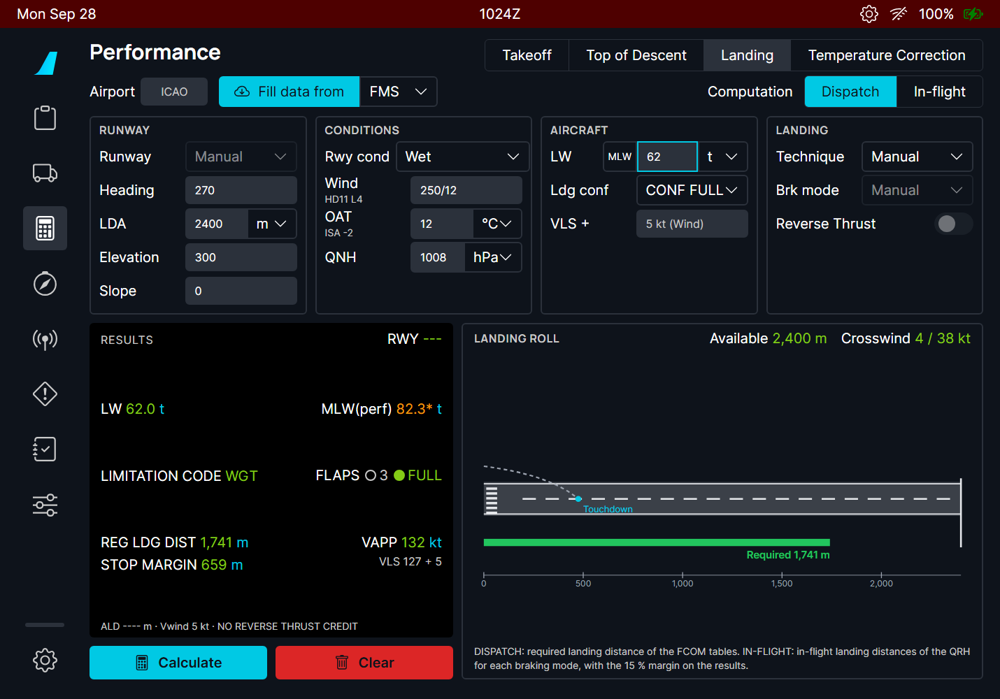 Mon Sep 28
1024Z
100%
Performance
Takeoff
Top of Descent
Landing
Temperature Correction
Airport
ICAO
Fill data from
FMS
Computation
Dispatch
In-flight
RUNWAY
Runway
Manual
Heading
270
LDA
2400
m
Elevation
300
Slope
0
CONDITIONS
Rwy cond
Wet
Wind
HD11 L4
250/12
OAT
ISA -2
12
°C
QNH
1008
hPa
AIRCRAFT
LW
MLW
62
t
Ldg conf
CONF FULL
VLS +
5 kt (Wind)
LANDING
Technique
Manual
Brk mode
Manual
Reverse Thrust
RESULTS
RWY ---
LW 62.0 t
MLW(perf) 82.3* t
LIMITATION CODE WGT
FLAPS 3 FULL
REG LDG DIST 1,741 m
VAPP 132 kt
STOP MARGIN 659 m
VLS 127 + 5
ALD ---- m · Vwind 5 kt · NO REVERSE THRUST CREDIT
Calculate
Clear
LANDING ROLL
Available 2,400 m
Crosswind 4 / 38 kt
Touchdown
Required 1,741 m
0
500
1,000
1,500
2,000
DISPATCH: required landing distance of the FCOM tables. IN-FLIGHT: in-flight landing distances of the QRH
for each braking mode, with the 15 % margin on the results.